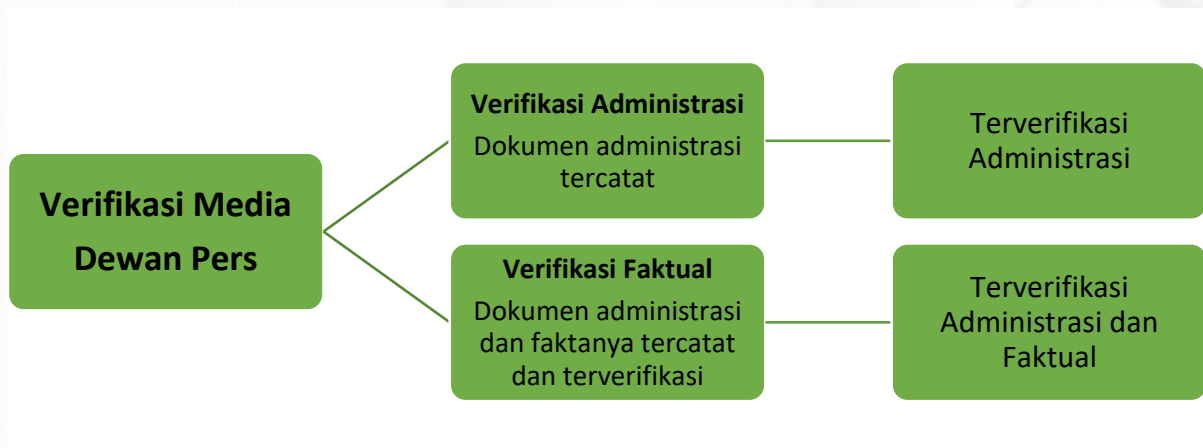 Verifikasi Media
Dewan Pers
Verifikasi Administrasi
Dokumen administrasi
tercatat
Terverifikasi
Administrasi
Verifikasi Faktual
Dokumen administrasi
dan faktanya tercatat
dan terverifikasi
Terverifikasi
Administrasi dan
Faktual